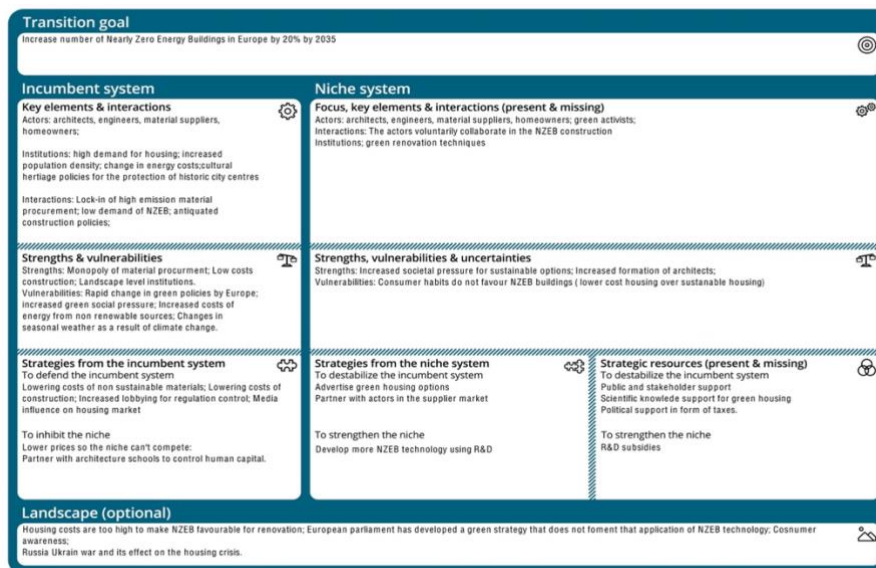 Transition goal
Increase number of Nearly Zero Energy Buildings in Europe by 20% by 2035
Incumbent system
Key elements & interactions
Actors: architects, engineers, material suppliers,
homeowners;
Institutions: high demand for housing; increased
population density; change in energy costs;cultural
hertiage policies for the protection of historic city centres
Interactions: Lock-in of high emission material
procurement; low demand of NZEB; antiquated
construction policies;
Strengths & vulnerabilities
Strengths: Monopoly of material procurment; Low costs
construction; Landscape level institutions.
Vulnerabilities: Rapid change in green policies by Europe;
increased green social pressure; Increased costs of
energy from non renewable sources; Changes in
seasonal weather as a result of climate change.
Strategies from the incumbent system
To defend the incumbent system
Lowering costs of non sustainable materials; Lowering costs of
construction; Increased lobbying for regulation control; Media
influence on housing market
To inhibit the niche
Lower prices so the niche can't compete:
Partner with architecture schools to control human capital.
Niche system
Focus, key elements & interactions (present & missing)
Actors: architects, engineers, material suppliers, homeowners; green activists;
Interactions: The actors voluntarily collaborate in the NZEB construction
Institutions; green renovation techniques
Strengths, vulnerabilities & uncertainties
Strengths: Increased societal pressure for sustainable options; Increased formation of architects;
Vulnerabilities: Consumer habits do not favour NZEB buildings ( lower cost housing over sustanable housing)
Strategies from the niche system
To destabilize the incumbent system
Advertise green housing options
Partner with actors in the supplier market
To strengthen the niche
Develop more NZEB technology using R&D
Strategic resources (present & missing)
To destabilize the incumbent system
Public and stakeholder support
Scientific knowlede support for green housing
Political support in form of taxes.
To strengthen the niche
R&D subsidies
Landscape (optional)
Housing costs are too high to make NZEB favourable for renovation; European parliament has developed a green strategy that does not foment that application of NZEB technology; Cosnumer
awareness;
Russia Ukrain war and its effect on the housing crisis.